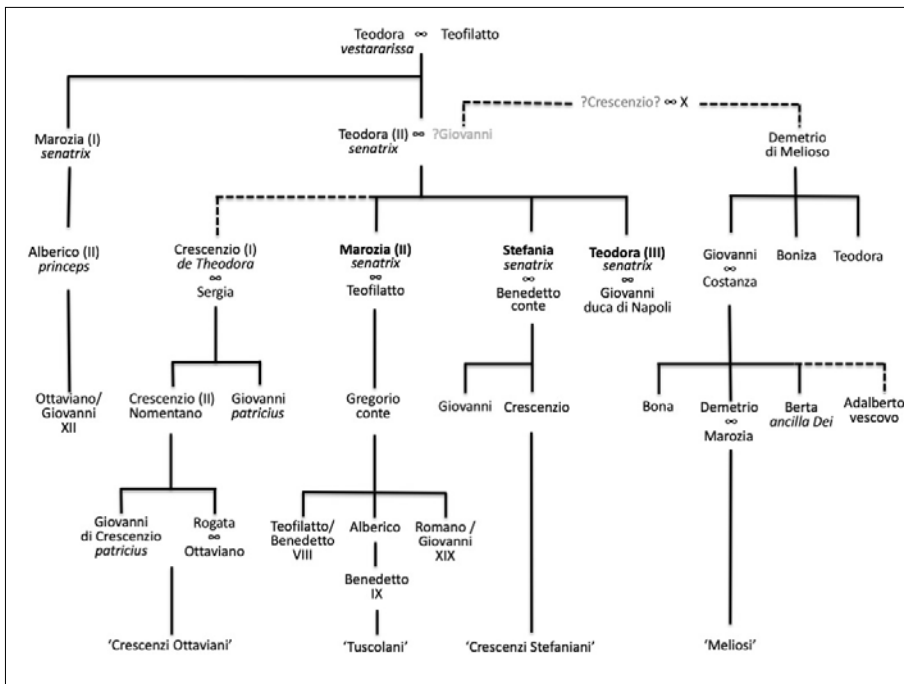 Teodora ∞ Teofilatto
vestararissa
?Crescenzio? ∞ X
Marozia (I)
senatrix
Teodora (II) ∞ ?Giovanni
senatrix
Demetrio
di Melioso
Alberico (II)
princeps
Crescenzio (I)
de Theodora
∞
Sergia
Marozia (II)
senatrix
∞
Teofilatto
Stefania
senatrix
∞
Benedetto
conte
Teodora (III)
senatrix
∞
Giovanni
duca di Napoli
Giovanni
∞
Costanza
Boniza
Teodora
Ottaviano/
Giovanni
XII
Crescenzio (II)
Nomentano
Giovanni
patricius
Gregorio
conte
Giovanni
Crescenzio
Bona
Demetrio
∞
Marozia
Berta
ancilla Dei
Adalberto
vescovo
Giovanni
di Crescenzio
patricius
Rogata
∞
Ottaviano
Teofilatto/
Benedetto
VIII
Alberico
Romano /
Giovanni
XIX
Benedetto
IX
‘Crescenzi Ottaviani’
‘Tuscolani’
‘Crescenzi Stefaniani’
‘Meliosi’